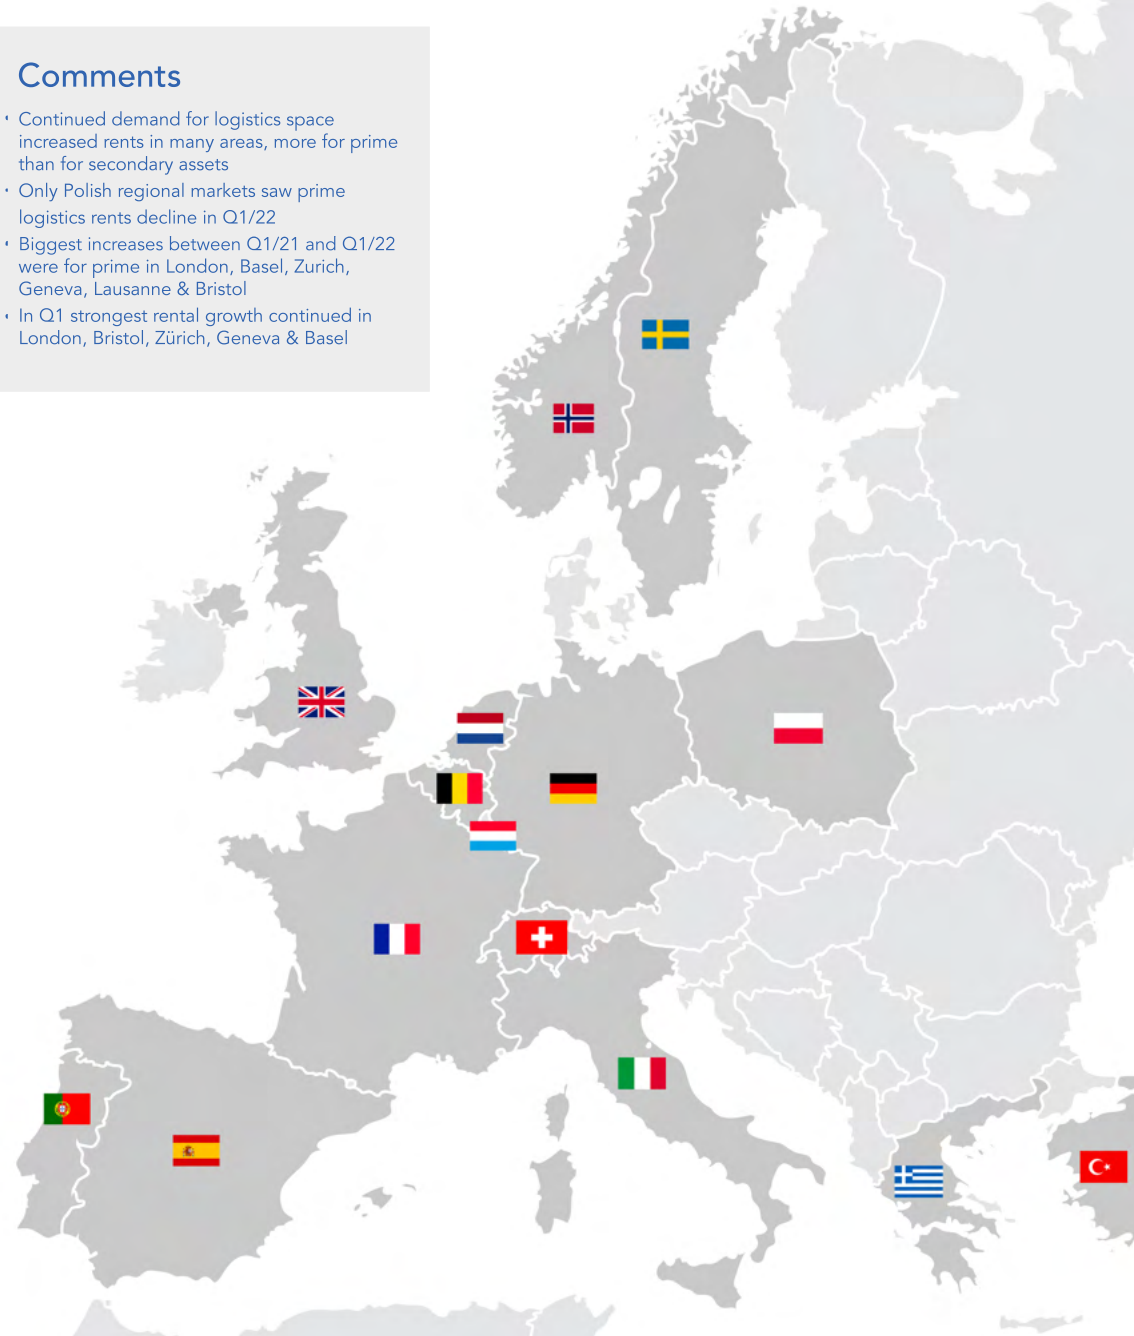 Comments
• Continued demand for logistics space
increased rents in many areas, more for prime
than for secondary assets
• Only Polish regional markets saw prime
logistics rents decline in Q1/22
• Biggest increases between Q1/21 and Q1/22
were for prime in London, Basel, Zurich,
Geneva, Lausanne & Bristol
• In Q1 strongest rental growth continued in
London, Bristol, Zürich, Geneva & Basel